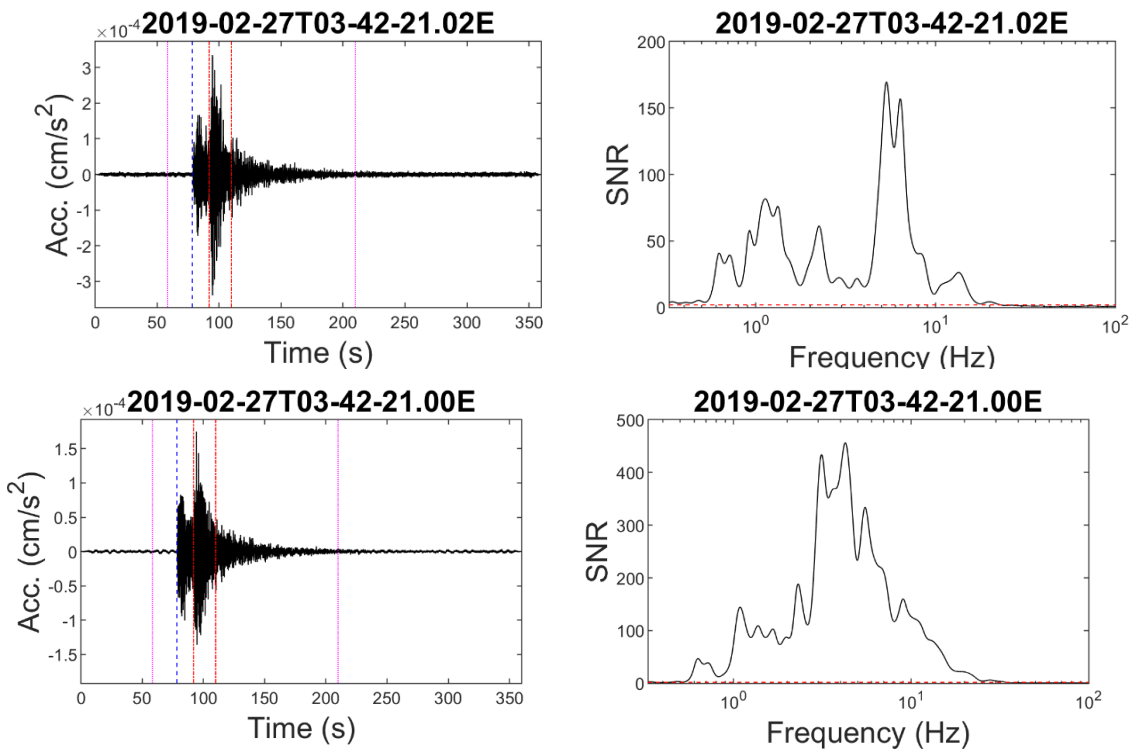 2019-02-27T03-42-21.02E
×10-4
3
2
1
0
-1
-2
-3
Acc. (cm/s2)
0 50 100 150 200 250 300 350
Time (s)
2019-02-27T03-42-21.02E
200
150
100
50
0
SNR
100 101 102
Frequency (Hz)
2019-02-27T03-42-21.00E
×10-4
1.5
1
0.5
0
-0.5
-1
-1.5
Acc. (cm/s2)
0 50 100 150 200 250 300 350
Time (s)
2019-02-27T03-42-21.00E
500
400
300
200
100
0
SNR
100 101 102
Frequency (Hz)